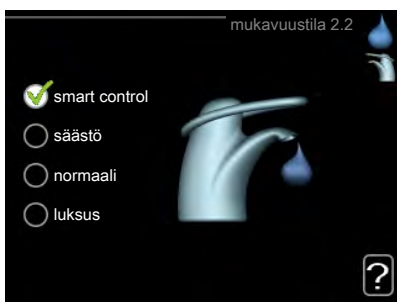 mukavuustila 2.2
smart control
säästö
normaali
luksus
?